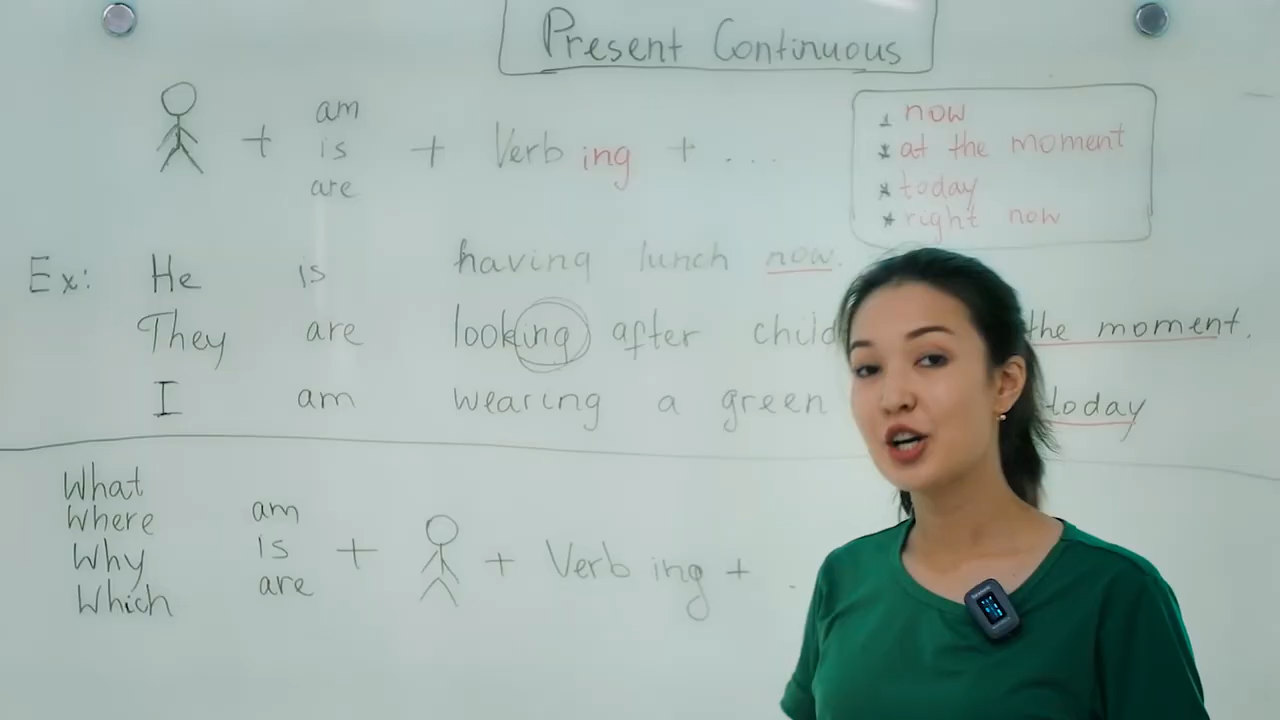 Present Continuous
am
+ is + Verb ing + ...
are
* now
* at the moment
* today
* right now
Ex: He is having lunch now.
They are looking after the moment.
I am wearing a green today
What
Where
Why
Which
am
is + + Verb ing +
are